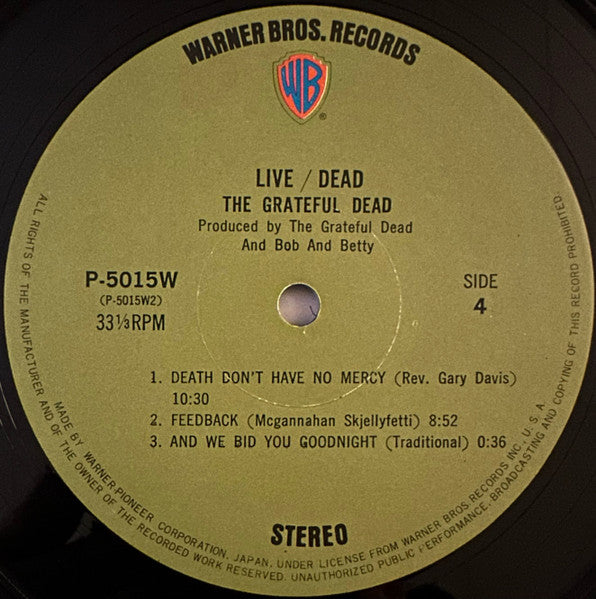 WARNER BROS. RECORDS
WB
®
LIVE / DEAD
THE GRATEFUL DEAD
Produced by The Grateful Dead
And Bob And Betty
P-5015W
(P-5015W2)
33⅓RPM
SIDE
4
1. DEATH DON'T HAVE NO MERCY (Rev. Gary Davis)
10:30
2. FEEDBACK (Mcgannahan Skjellyfetti) 8:52
3. AND WE BID YOU GOODNIGHT (Traditional) 0:36
STEREO
MADE BY WARNER-PIONEER CORPORATION, JAPAN, UNDER LICENSE FROM WARNER BROS. RECORDS INC., U. S. A.
ALL RIGHTS OF THE MANUFACTURER AND OF THE OWNER OF THE RECORDED WORK RESERVED. UNAUTHORIZED PUBLIC PERFORMANCE, BROADCASTING AND COPYING OF THIS RECORD PROHIBITED.